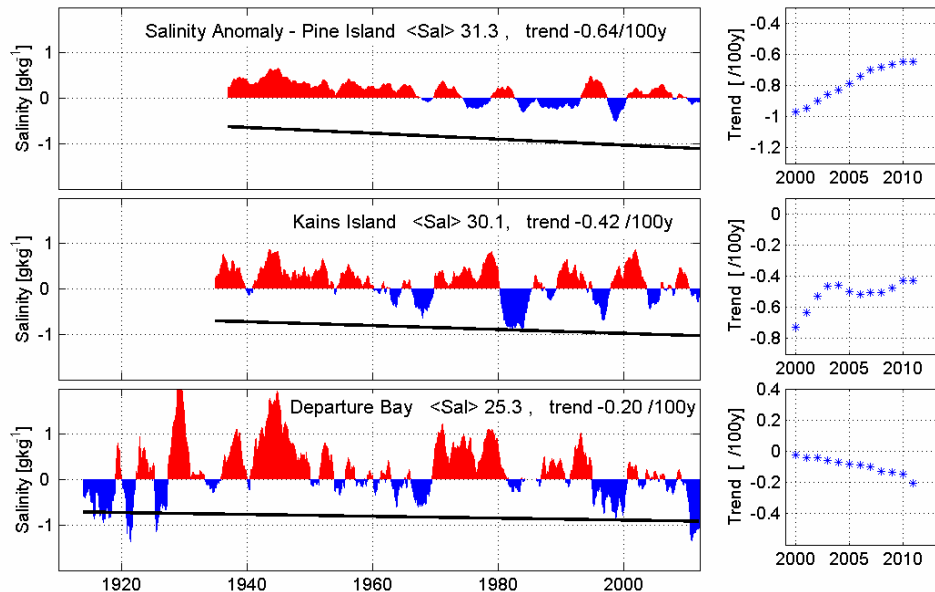 Salinity Anomaly - Pine Island <Sal> 31.3 , trend -0.64/100y
Salinity [gkg⁻¹]
1
0
-1
Trend [ /100y]
-0.4
-0.6
-0.8
-1
-1.2
2000 2005 2010
Kains Island <Sal> 30.1, trend -0.42 /100y
Salinity [gkg⁻¹]
1
0
-1
Trend [ /100y]
0
-0.2
-0.4
-0.6
-0.8
2000 2005 2010
Departure Bay <Sal> 25.3 , trend -0.20 /100y
Salinity [gkg⁻¹]
1
0
-1
1920 1940 1960 1980 2000
Trend [ /100y]
0.4
0.2
0
-0.2
-0.4
2000 2005 2010